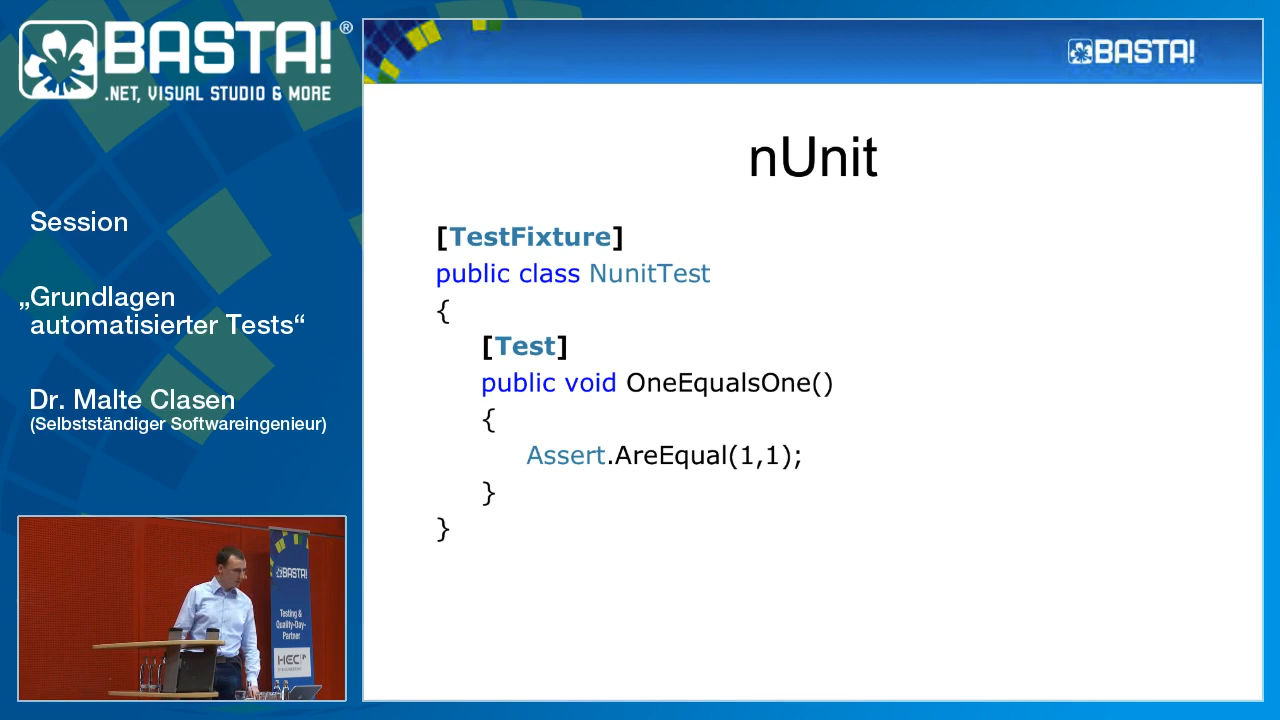 BASTA!®
.NET, VISUAL STUDIO & MORE
Session
„Grundlagen
automatisierter Tests“
Dr. Malte Clasen
(Selbstständiger Softwareingenieur)
BASTA!
Testing &
Quality-Day-
Partner
HEC
BASTA!
nUnit
[TestFixture]
public class NunitTest
{
[Test]
public void OneEqualsOne()
{
Assert.AreEqual(1,1);
}
}